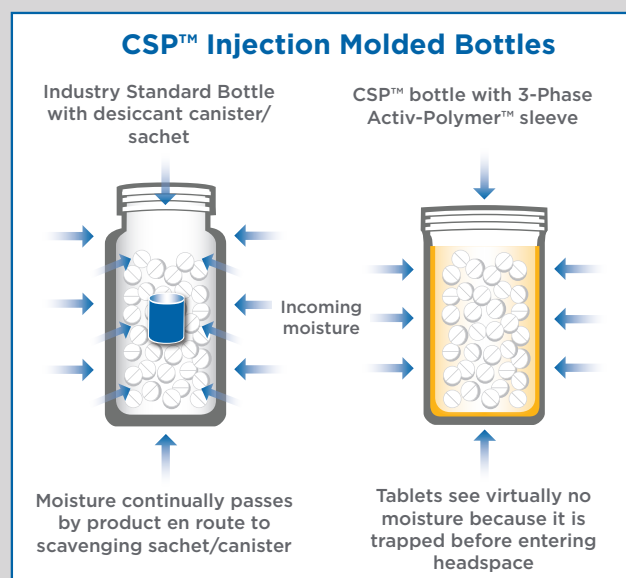 CSP™ Injection Molded Bottles
Industry Standard Bottle
with desiccant canister/
sachet
CSP™ bottle with 3-Phase
Activ-Polymer™ sleeve
Incoming
moisture
Moisture continually passes
by product en route to
scavenging sachet/canister
Tablets see virtually no
moisture because it is
trapped before entering
headspace